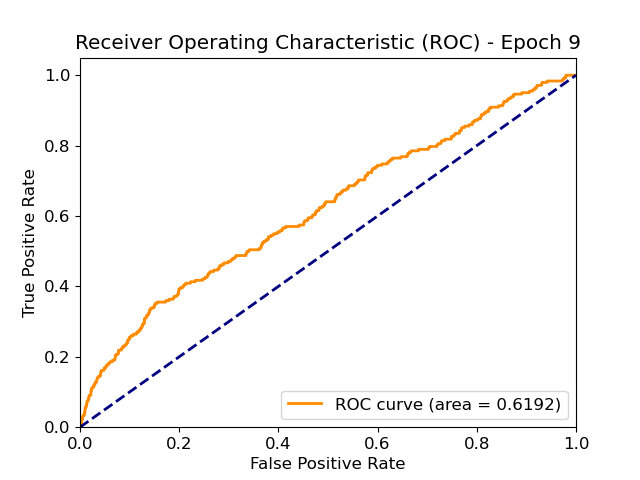 Receiver Operating Characteristic (ROC) - Epoch 9
True Positive Rate
1.0
0.8
0.6
0.4
0.2
0.0
ROC curve (area = 0.6192)
0.0 0.2 0.4 0.6 0.8 1.0
False Positive Rate